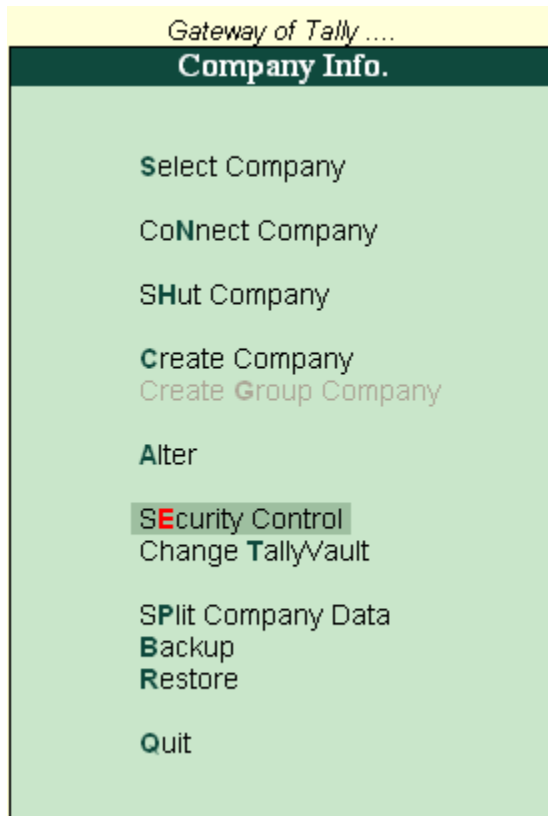 Gateway of Tally ....
Company Info.
Select Company
CoNnect Company
SHut Company
Create Company
Create Group Company
Alter
SEcurity Control
Change TallyVault
SPlit Company Data
Backup
Restore
Quit